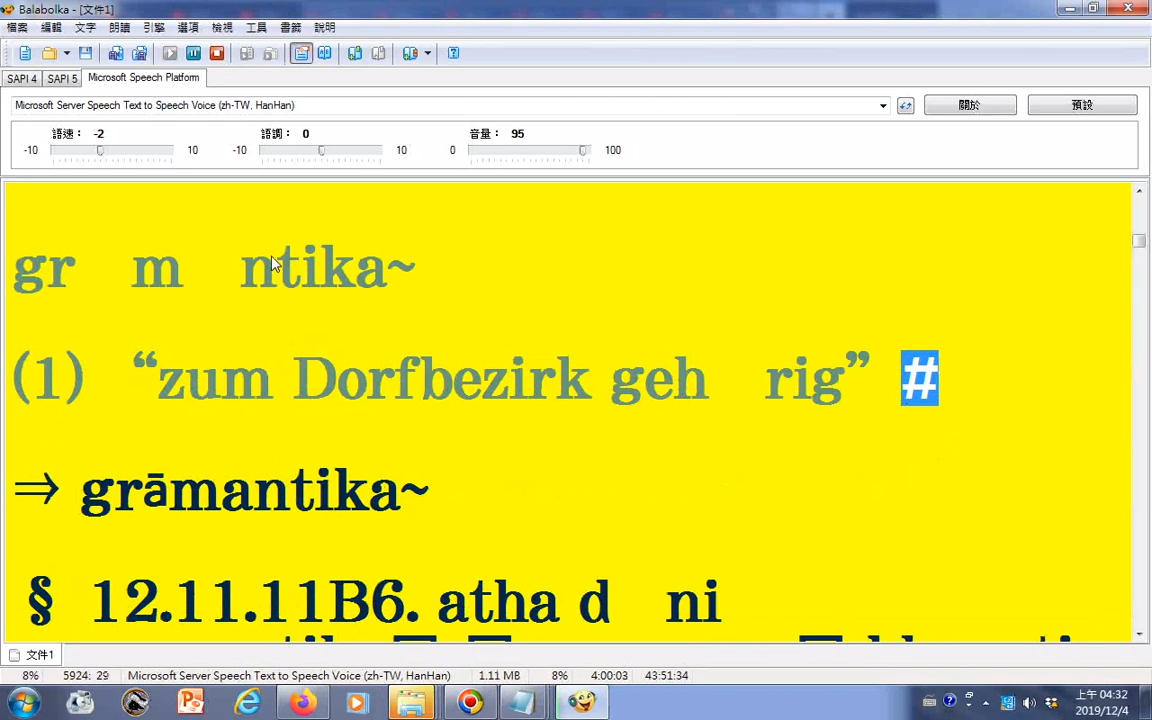 Balabolka - [文件1]
檔案 編輯 文字 朗讀 引擎 選項 檢視 工具 書籤 說明
SAPI 4 SAPI 5 Microsoft Speech Platform
Microsoft Server Speech Text to Speech Voice (zh-TW, HanHan) 關於 預設
語速: -2 語調: 0 音量: 95
-10 10 -10 10 0 100
gr m ntika~
(1) “zum Dorfbezirk geh rig” #
⇒ grāmantika~
§ 12.11.11B6. atha d ni
文件1
8% 5924: 29 Microsoft Server Speech Text to Speech Voice (zh-TW, HanHan) 1.11 MB 8% 4:00:03 43:51:34
上午 04:32
2019/12/4